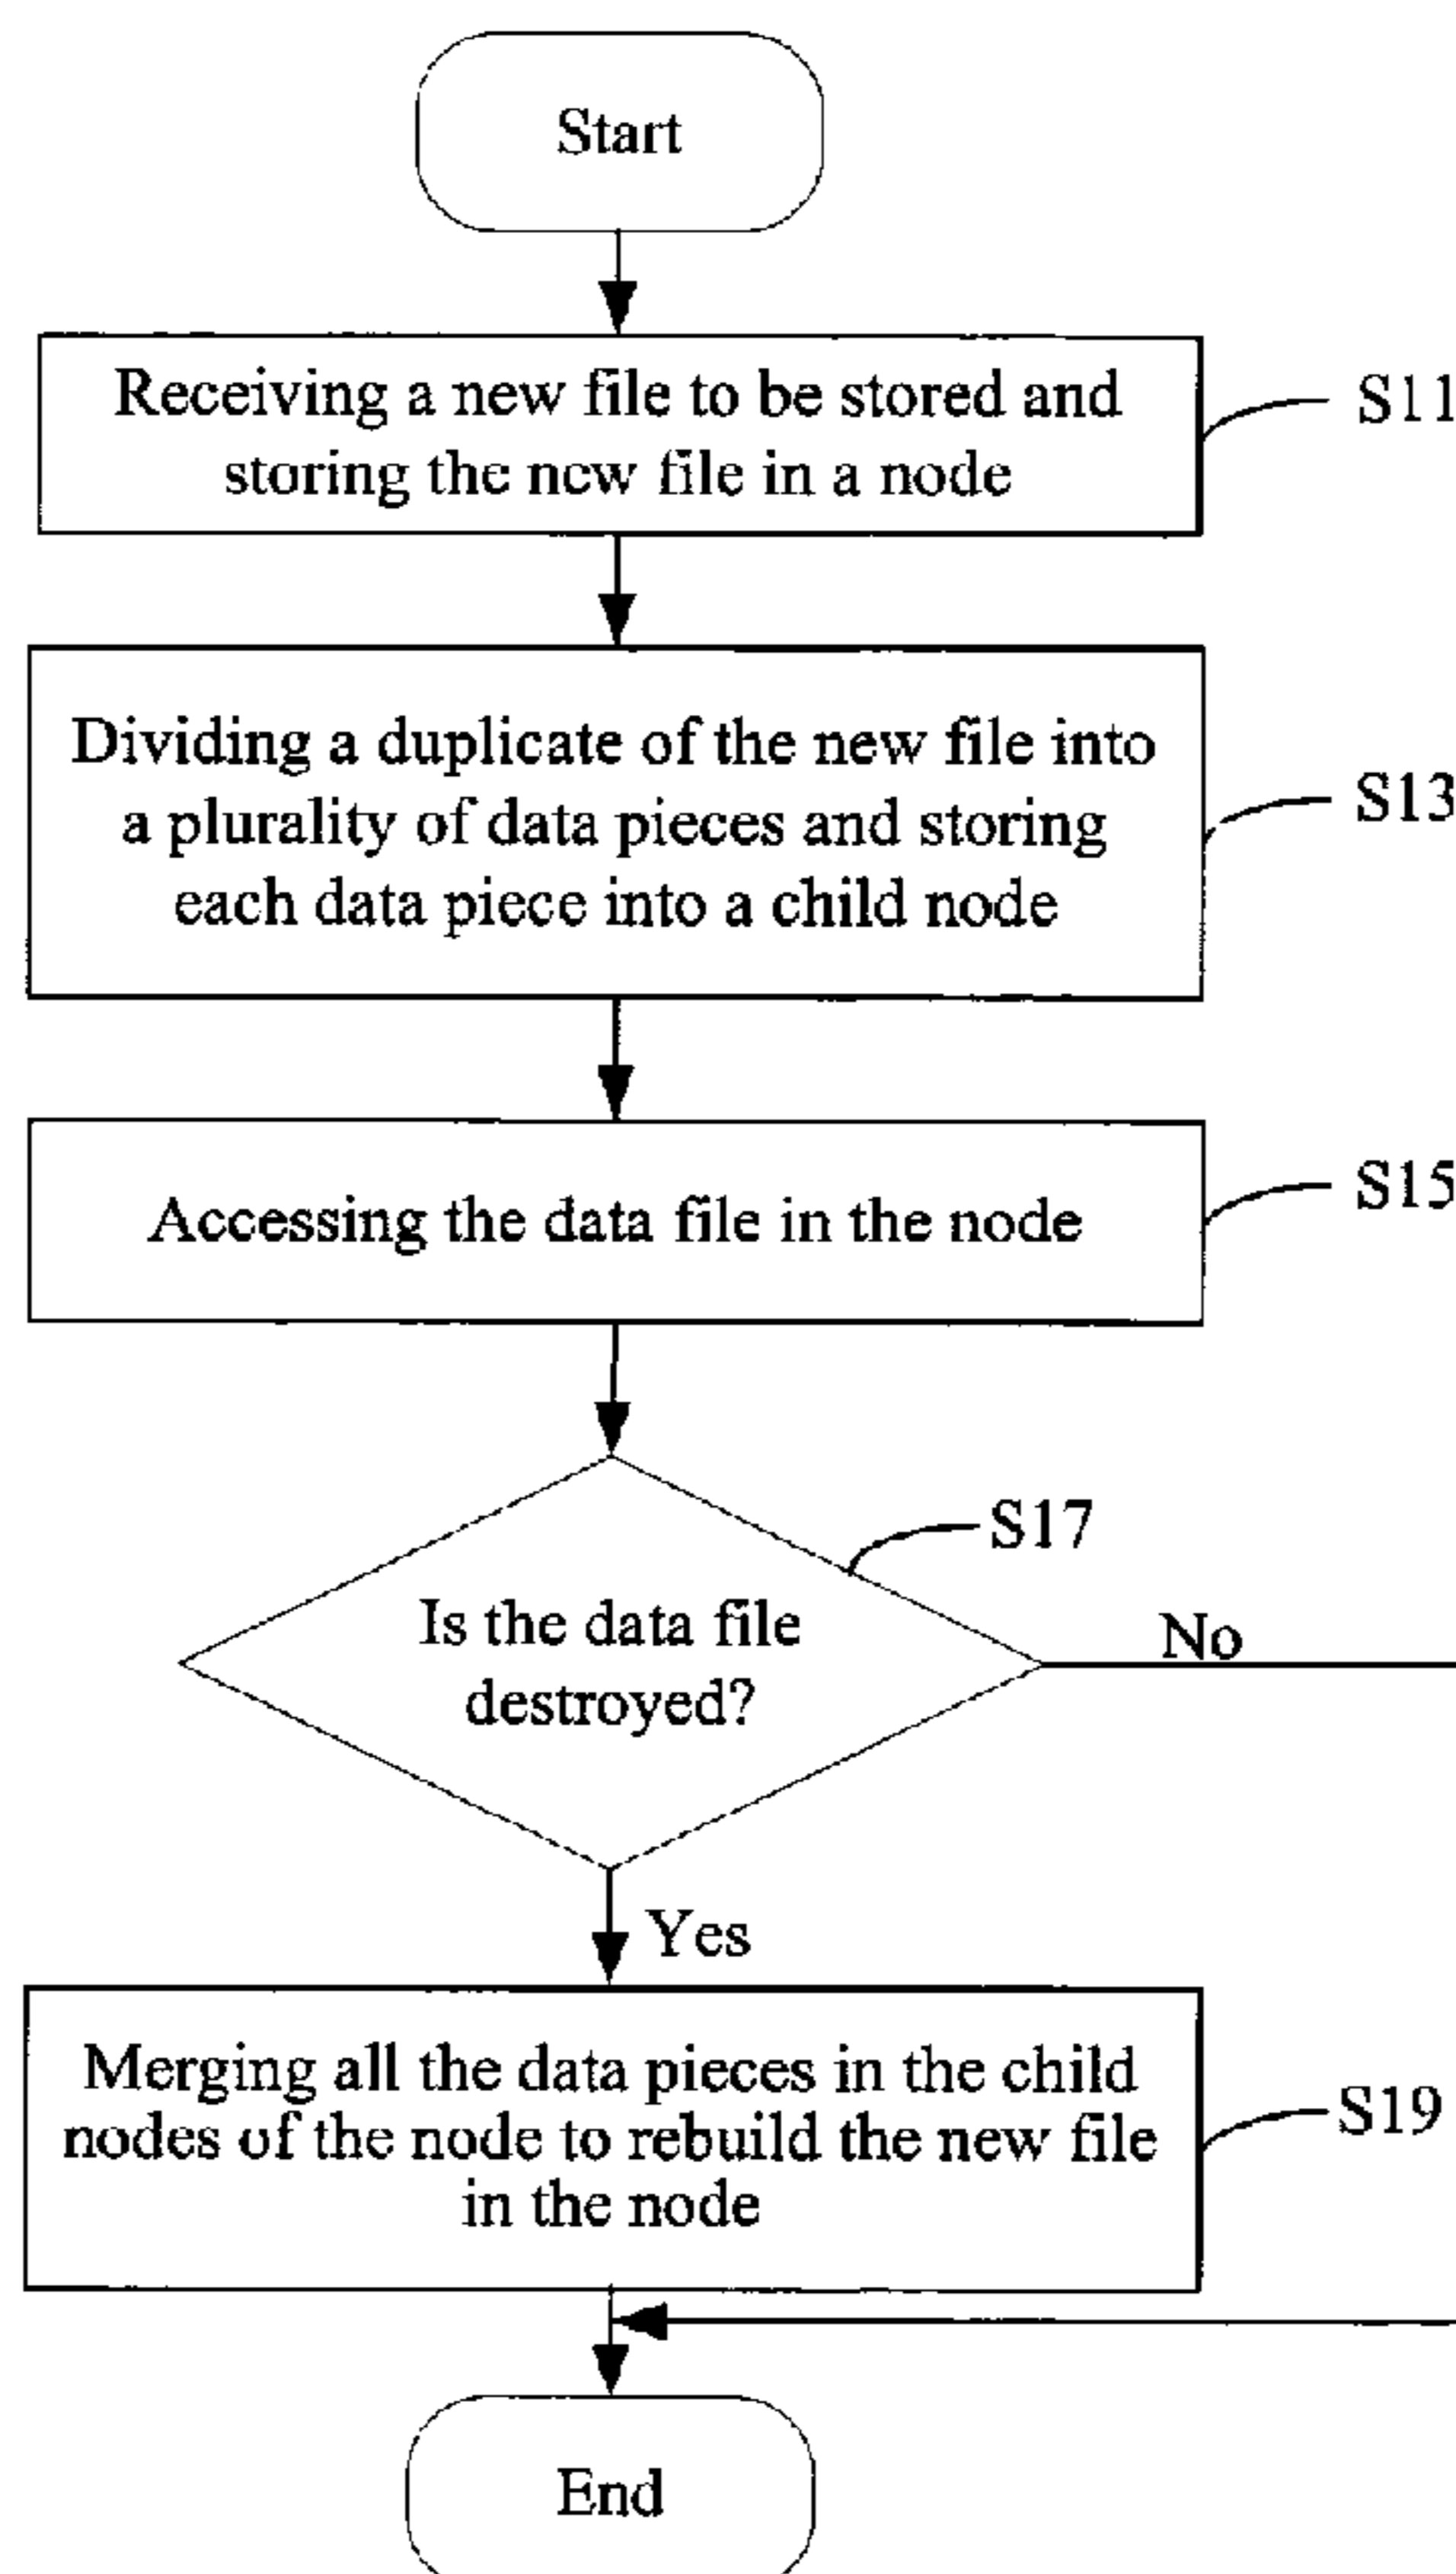 Start
Receiving a new file to be stored and
storing the new file in a node
S11
Dividing a duplicate of the new file into
a plurality of data pieces and storing
each data piece into a child node
S13
Accessing the data file in the node
S15
S17
Is the data file
destroyed?
No
Yes
Merging all the data pieces in the child
nodes of the node to rebuild the new file
in the node
S19
End